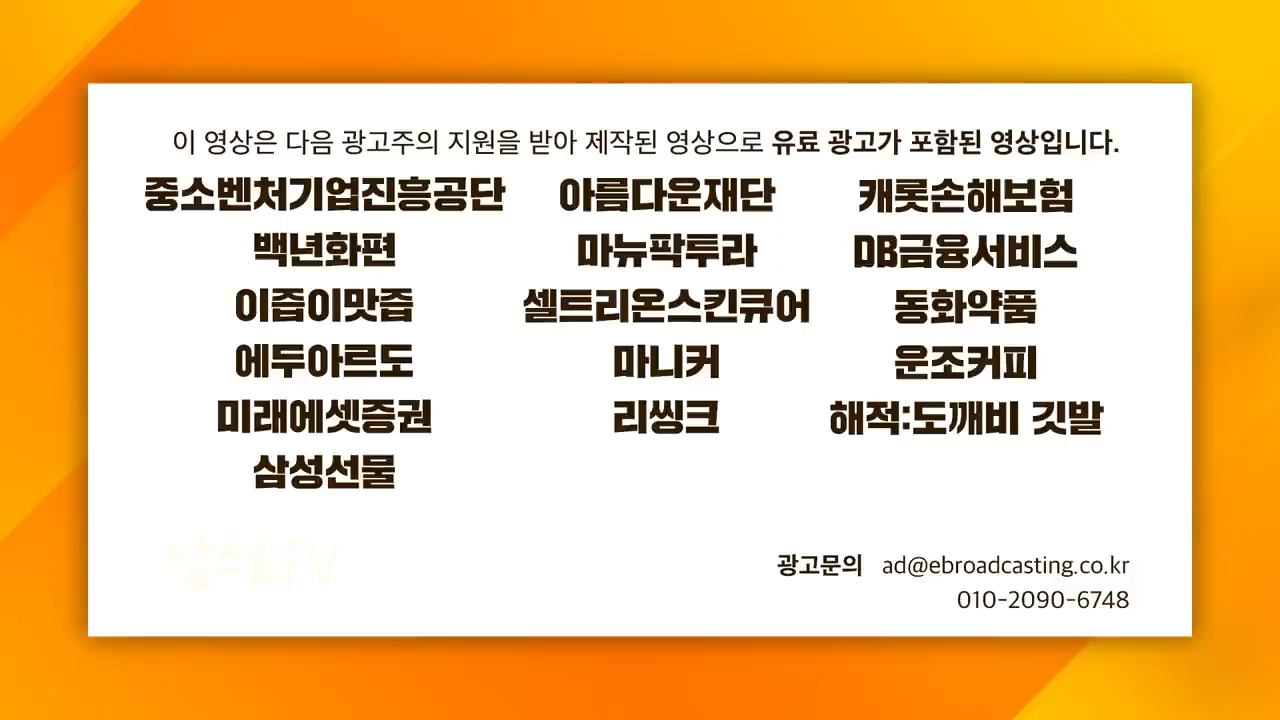 이 영상은 다음 광고주의 지원을 받아 제작된 영상으로 유료 광고가 포함된 영상입니다.
중소벤처기업진흥공단 아름다운재단 캐롯손해보험
백년화편 마뉴팍투라 DB금융서비스
이즙이맛즙 셀트리온스킨큐어 동화약품
에두아르도 마니커 운조커피
미래에셋증권 리씽크 해적:도깨비 깃발
삼성선물
광고문의 ad@ebroadcasting.co.kr
010-2090-6748